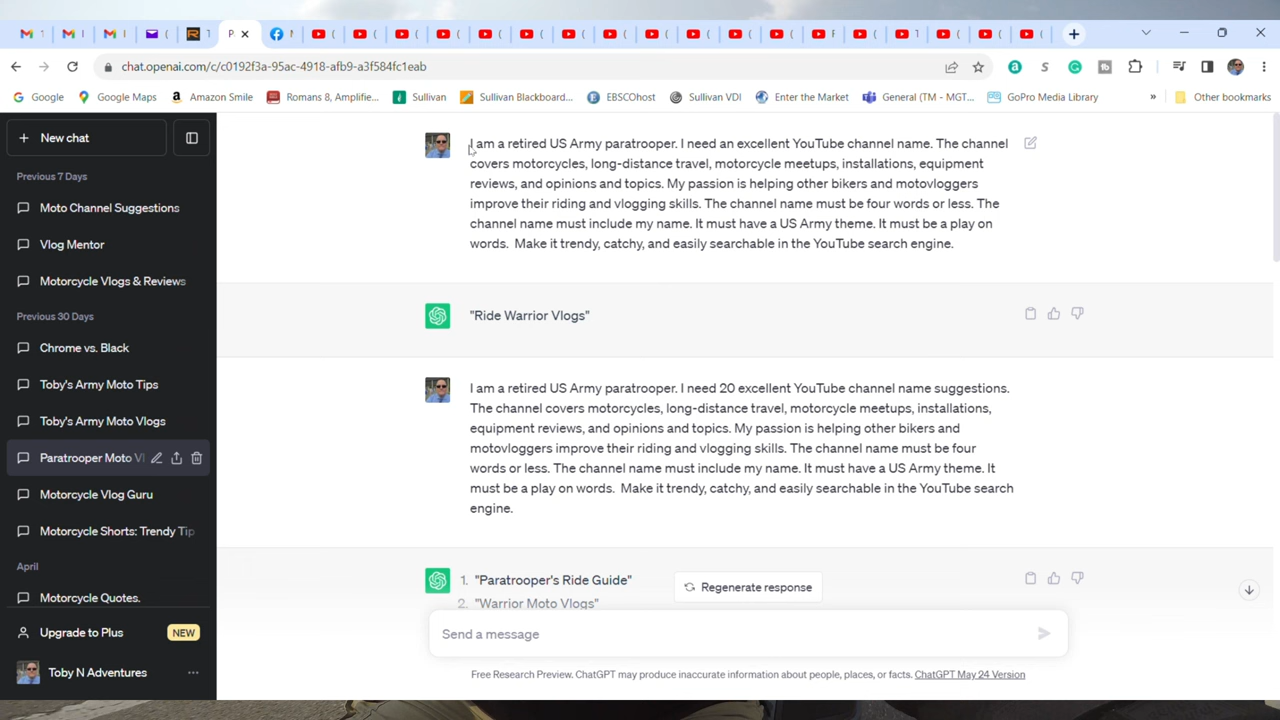 chat.openai.com/c/c0192f3a-95ac-4918-afb9-a3f584fc1eab
Google
Google Maps
Amazon Smile
Romans 8, Amplifie...
Sullivan
Sullivan Blackboard...
EBSCOhost
Sullivan VDI
Enter the Market
General (TM - MGT...
GoPro Media Library
»
Other bookmarks
New chat
Previous 7 Days
Moto Channel Suggestions
Vlog Mentor
Motorcycle Vlogs & Reviews
Previous 30 Days
Chrome vs. Black
Toby's Army Moto Tips
Toby's Army Moto Vlogs
Paratrooper Moto Vl
Motorcycle Vlog Guru
Motorcycle Shorts: Trendy Tip
April
Motorcycle Quotes.
Upgrade to Plus
NEW
Toby N Adventures
I am a retired US Army paratrooper. I need an excellent YouTube channel name. The channel
covers motorcycles, long-distance travel, motorcycle meetups, installations, equipment
reviews, and opinions and topics. My passion is helping other bikers and motovloggers
improve their riding and vlogging skills. The channel name must be four words or less. The
channel name must include my name. It must have a US Army theme. It must be a play on
words. Make it trendy, catchy, and easily searchable in the YouTube search engine.
"Ride Warrior Vlogs"
I am a retired US Army paratrooper. I need 20 excellent YouTube channel name suggestions.
The channel covers motorcycles, long-distance travel, motorcycle meetups, installations,
equipment reviews, and opinions and topics. My passion is helping other bikers and
motovloggers improve their riding and vlogging skills. The channel name must be four
words or less. The channel name must include my name. It must have a US Army theme. It
must be a play on words. Make it trendy, catchy, and easily searchable in the YouTube search
engine.
1. "Paratrooper's Ride Guide"
2. "Warrior Moto Vlogs"
Regenerate response
Send a message
Free Research Preview. ChatGPT may produce inaccurate information about people, places, or facts. ChatGPT May 24 Version